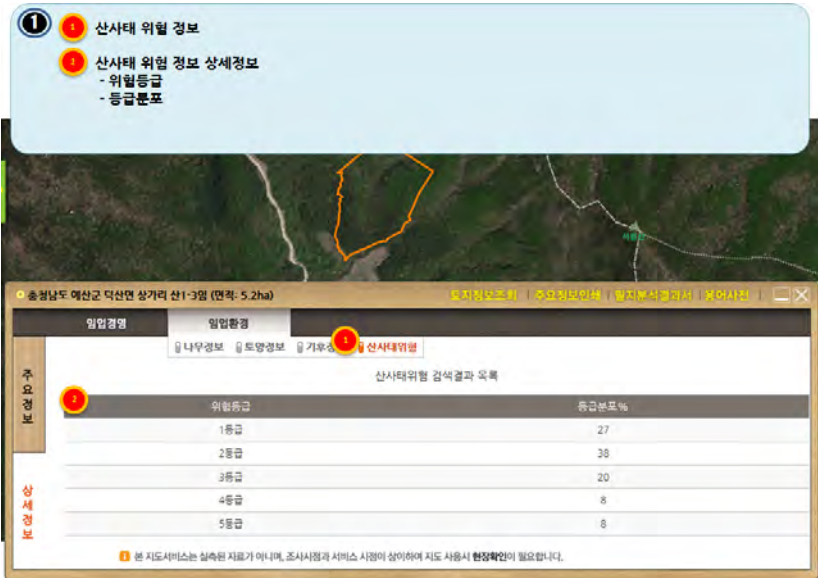 1
1 산사태 위험 정보
2 산사태 위험 정보 상세정보
- 위험등급
- 등급분포
충청남도 예산군 덕산면 상가리 산1-3임 (면적: 5.2ha)
토지정보조회 | 주요정보인쇄 | 필지분석결과서 | 용어사전 |
임업경영 임업환경
나무정보 토양정보 1 산사태위험
산사태위험 검색결과 목록
주요정보
2
위험등급 등급분포%
1등급 27
2등급 38
3등급 20
4등급 8
5등급 8
상세정보
본 지도서비스는 실측된 자료가 아니며, 조사시점과 서비스 시점이 상이하여 지도 사용시 현장확인이 필요합니다.